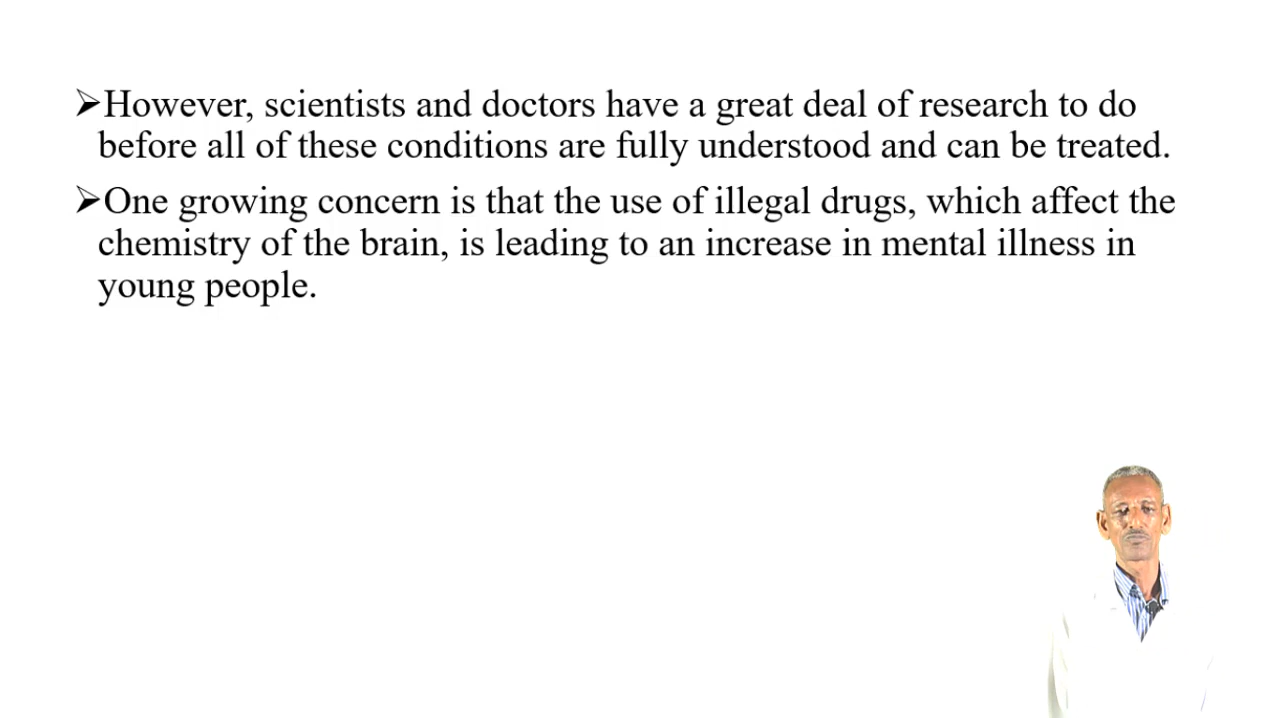 ➢However, scientists and doctors have a great deal of research to do
before all of these conditions are fully understood and can be treated.
➢One growing concern is that the use of illegal drugs, which affect the
chemistry of the brain, is leading to an increase in mental illness in
young people.